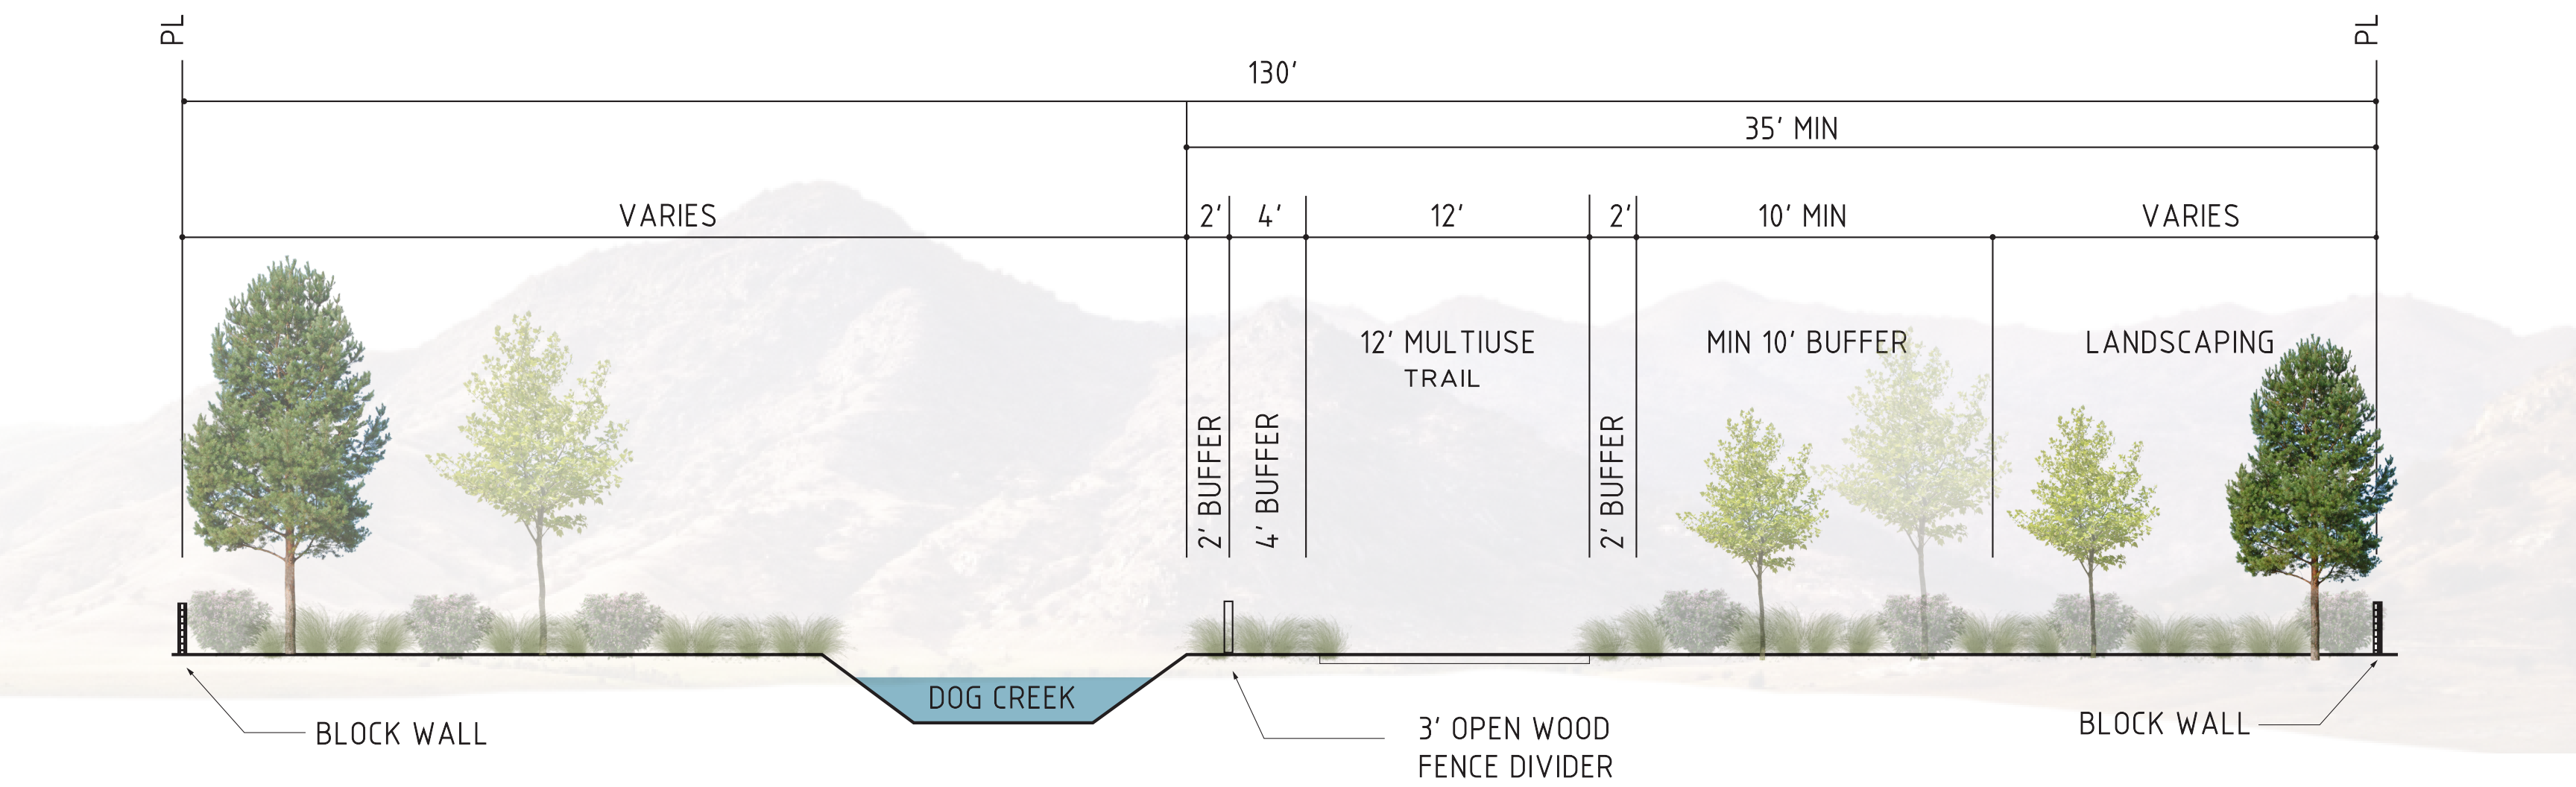 PL
PL
130'
35' MIN
VARIES
2'
4'
12'
2'
10' MIN
VARIES
12' MULTIUSE
TRAIL
MIN 10' BUFFER
LANDSCAPING
2' BUFFER
4' BUFFER
2' BUFFER
DOG CREEK
BLOCK WALL
3' OPEN WOOD
FENCE DIVIDER
BLOCK WALL